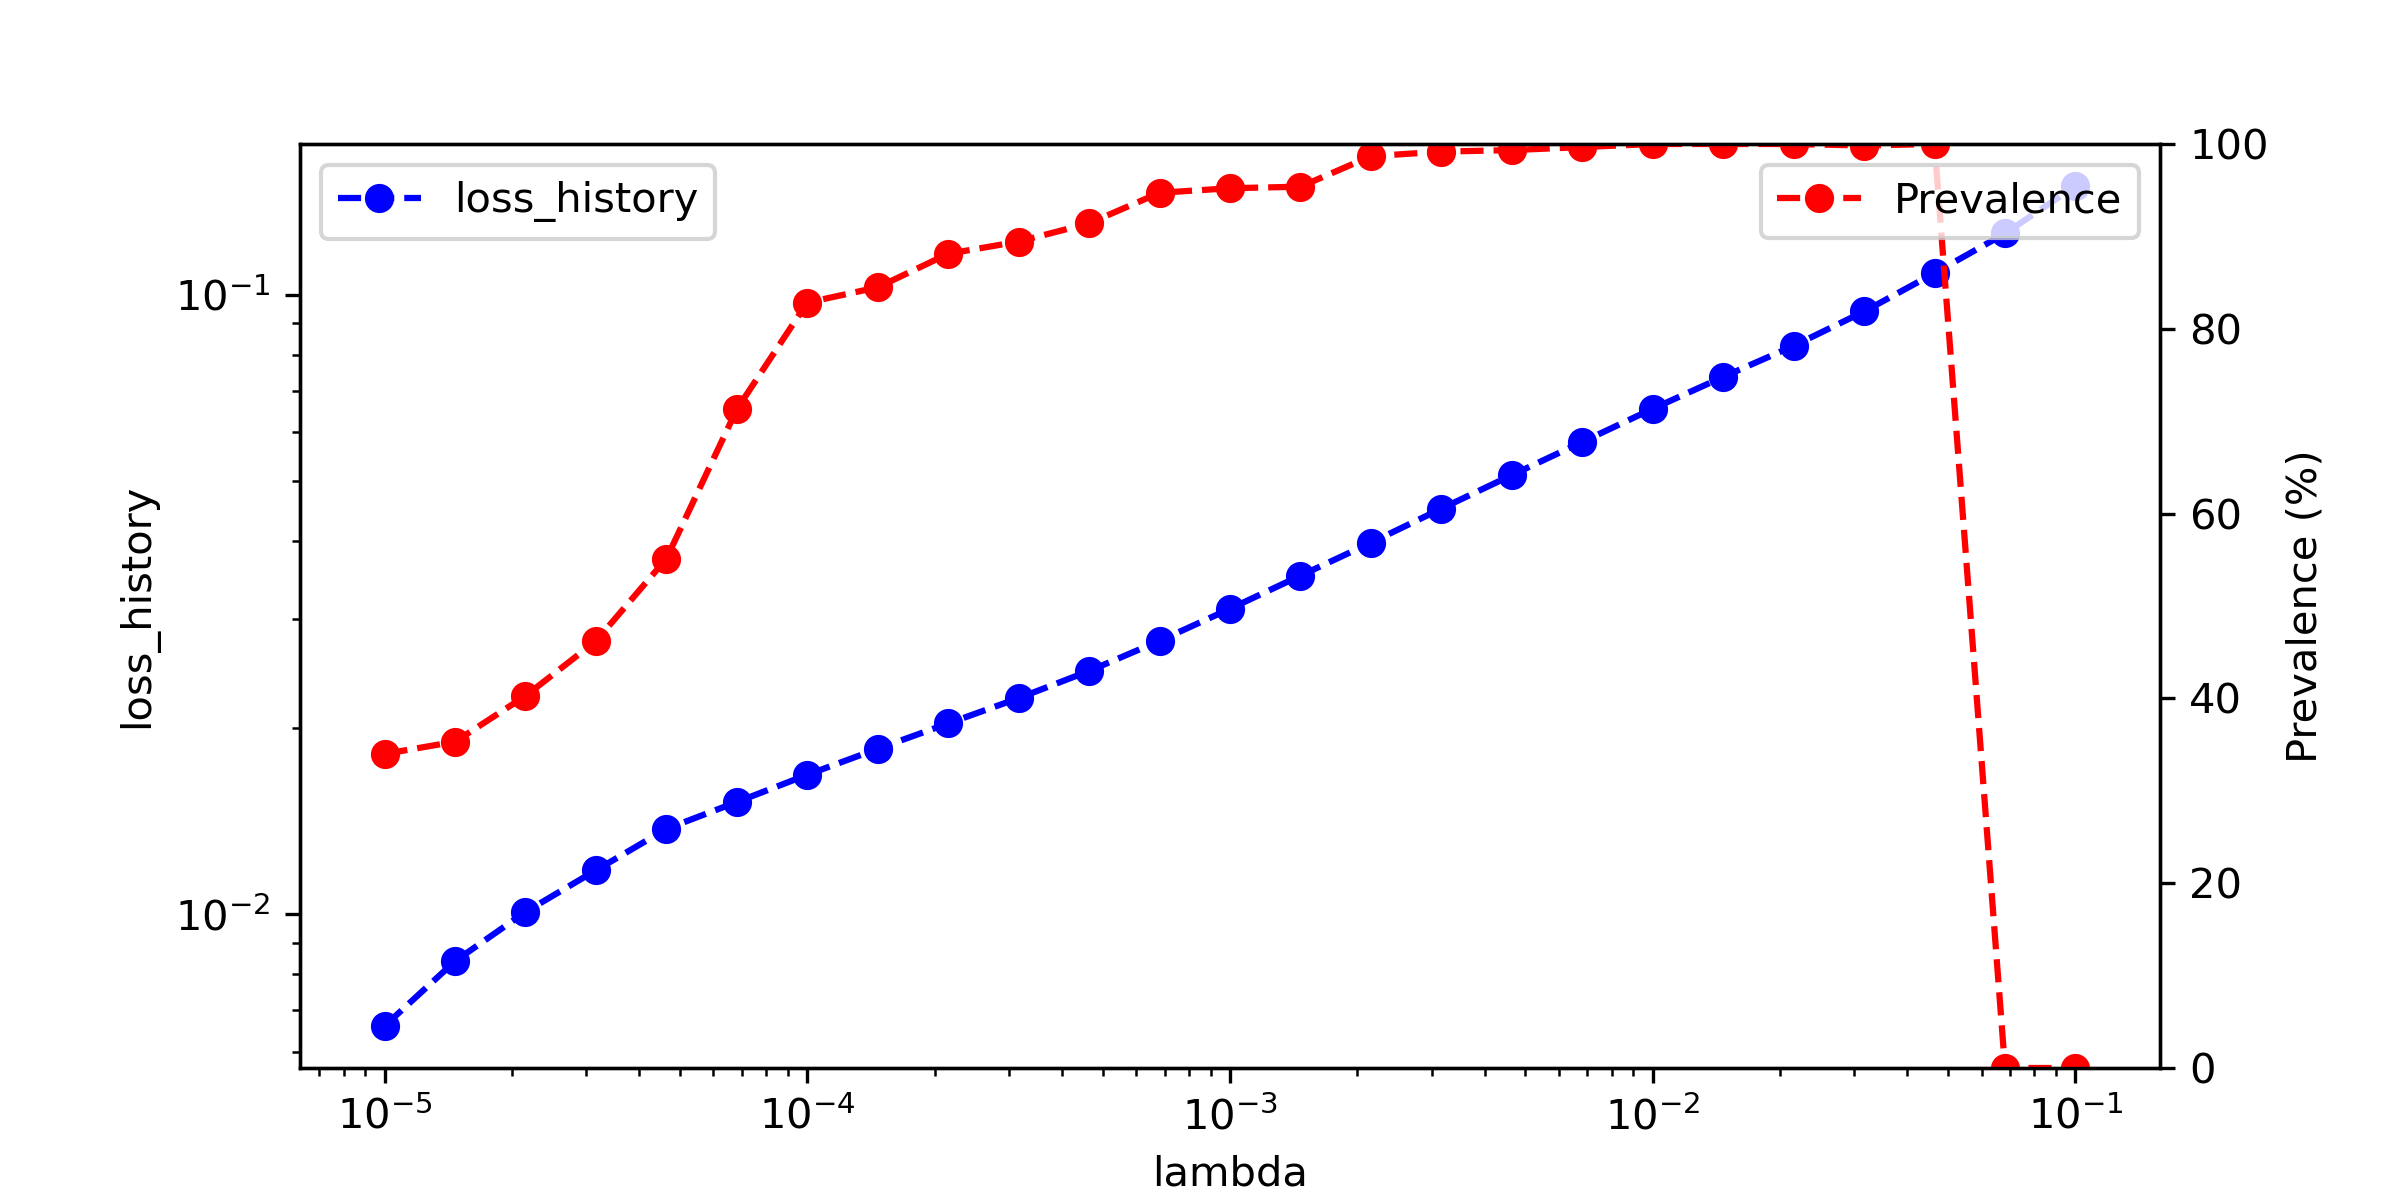 loss_history
Prevalence
10⁻¹
10⁻²
loss_history
100
80
60
40
20
0
Prevalence (%)
10⁻⁵ 10⁻⁴ 10⁻³ 10⁻² 10⁻¹
lambda